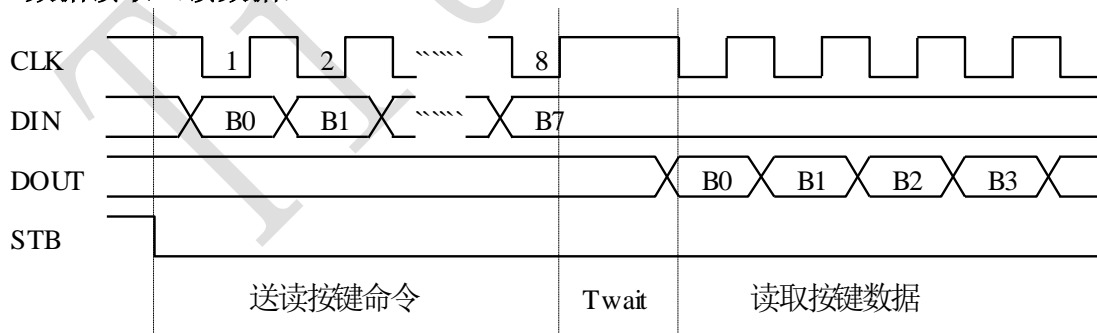 CLK 1 2 8
DIN B0 B1 B7
DOUT B0 B1 B2 B3
STB
送读按键命令 Twait 读取按键数据